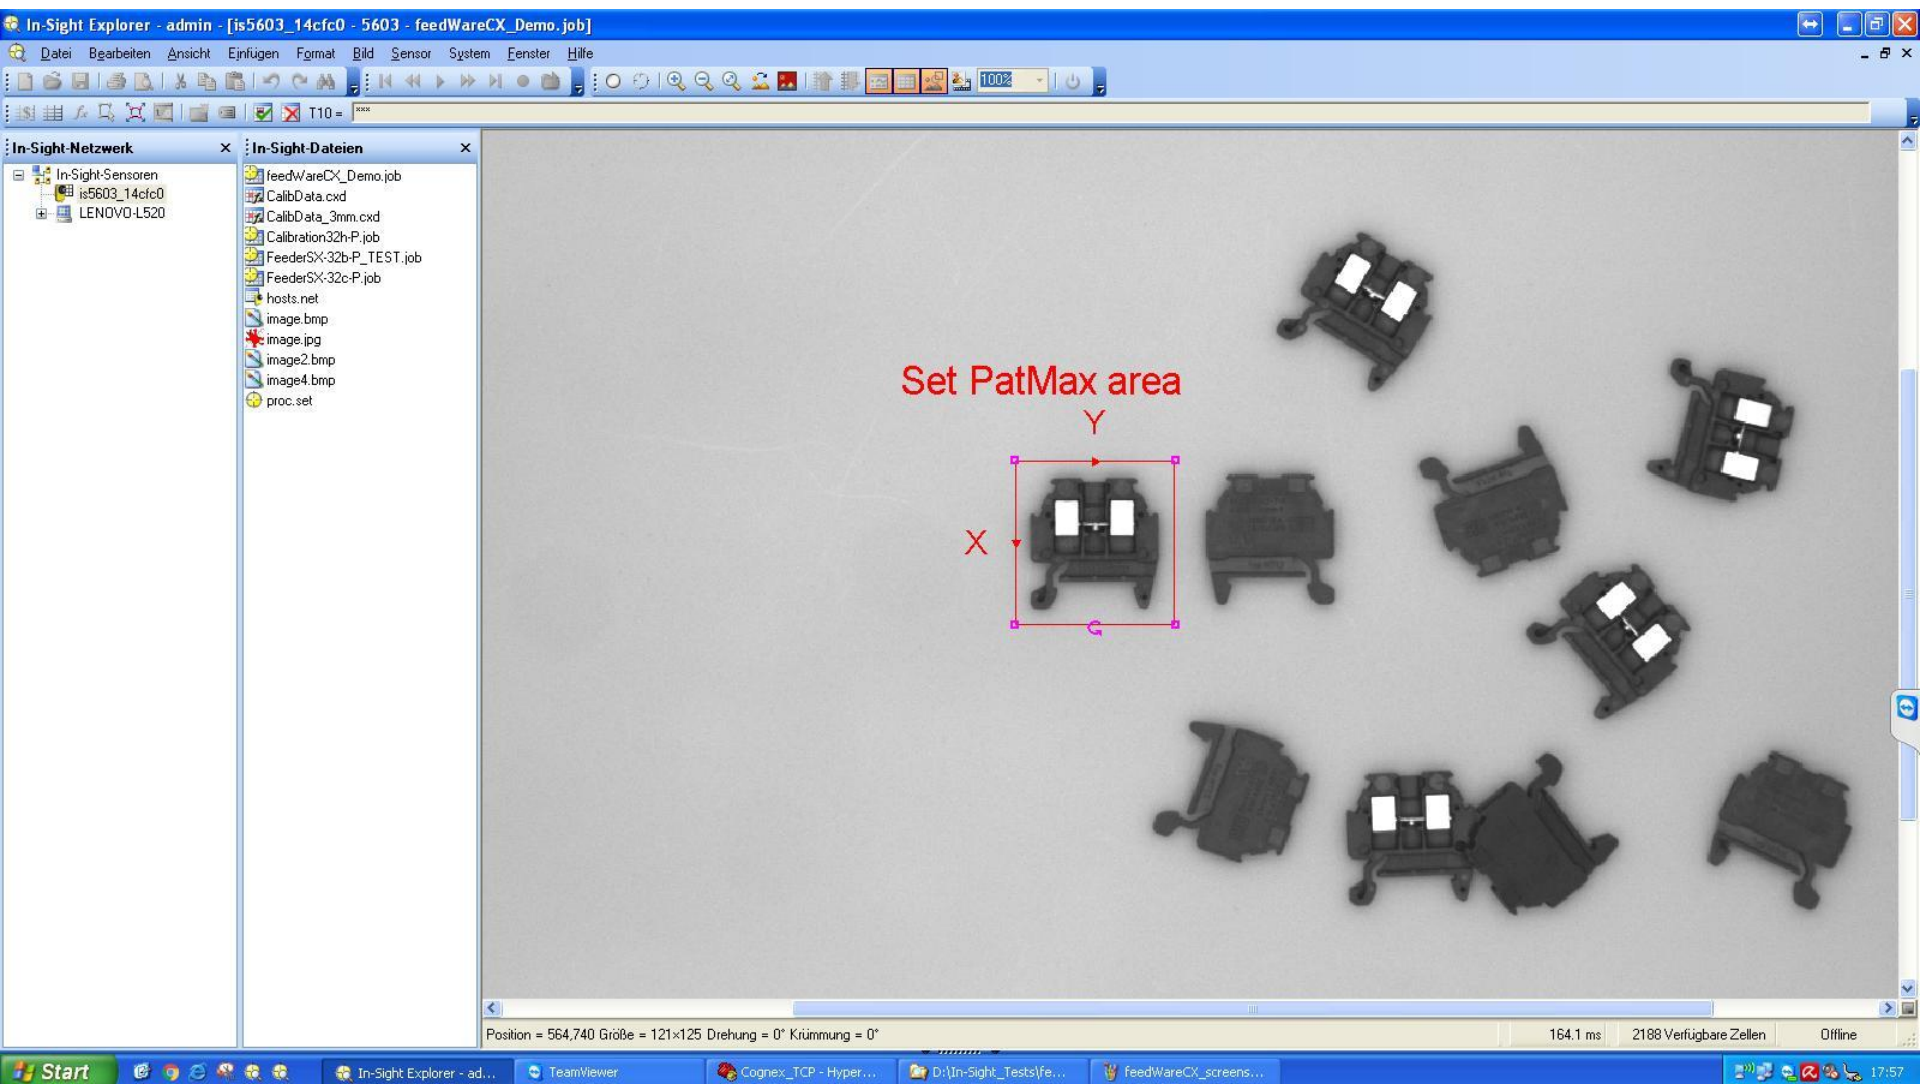 In-Sight Explorer - admin - [is5603_14cfc0 - 5603 - feedWareCX_Demo.job]
Datei Bearbeiten Ansicht Einfügen Format Bild Sensor System Fenster Hilfe
100%
T10 = xxx
In-Sight-Netzwerk
In-Sight-Sensoren
is5603_14cfc0
LENOVO-L520
In-Sight-Dateien
feedWareCX_Demo.job
CalibData.cxd
CalibData_3mm.cxd
Calibration32h-P.job
FeederSX-32b-P_TEST.job
FeederSX-32c-P.job
hosts.net
image.bmp
image.jpg
image2.bmp
image4.bmp
proc.set
Set PatMax area
Y
X
Position = 564,740 Größe = 121×125 Drehung = 0° Krümmung = 0°
164.1 ms 2188 Verfügbare Zellen Offline
Start In-Sight Explorer - ad... TeamViewer Cognex_TCP - Hyper... D:\In-Sight_Tests\fe... feedWareCX_screens... 17:57